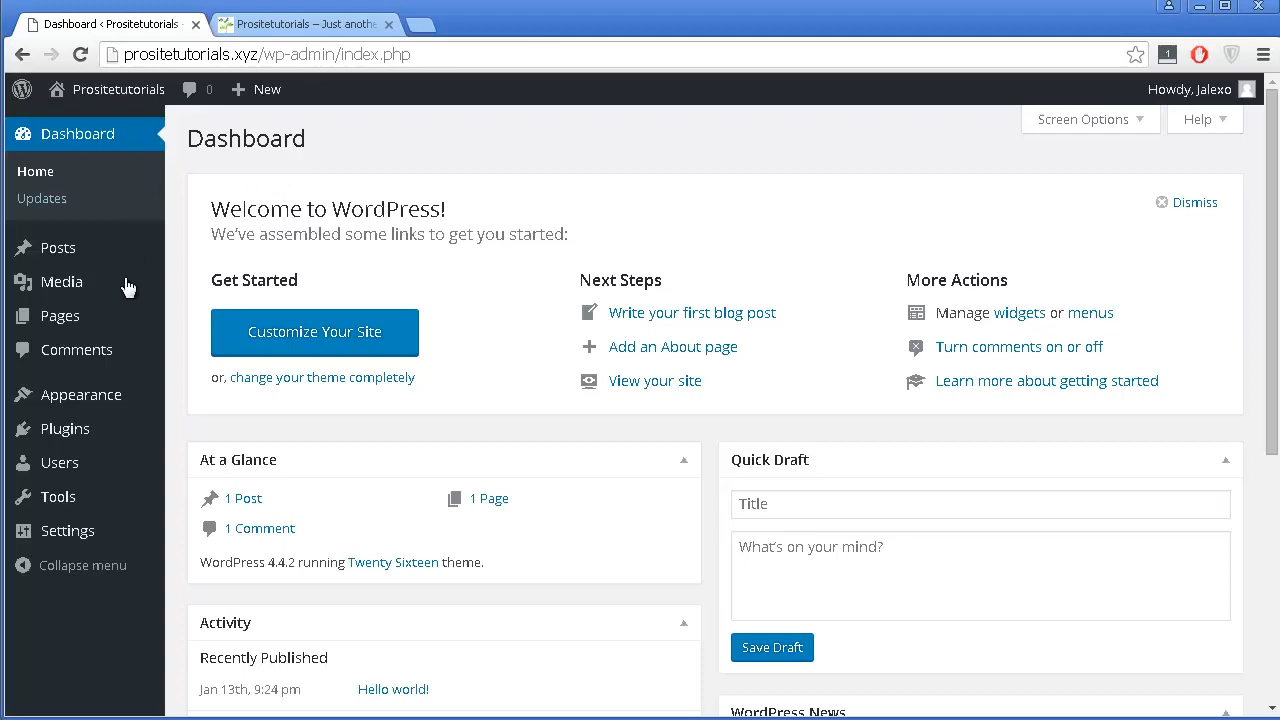 Dashboard ‹ Prositetutorials
Prositetutorials – Just anothe
prositetutorials.xyz/wp-admin/index.php
1
Prositetutorials 0 New
Howdy, Jalexo
Dashboard
Home
Updates
Posts
Media
Pages
Comments
Appearance
Plugins
Users
Tools
Settings
Collapse menu
Dashboard
Screen Options
Help
Welcome to WordPress!
We've assembled some links to get you started:
Dismiss
Get Started
Customize Your Site
or, change your theme completely
Next Steps
Write your first blog post
Add an About page
View your site
More Actions
Manage widgets or menus
Turn comments on or off
Learn more about getting started
At a Glance
1 Post
1 Page
1 Comment
WordPress 4.4.2 running Twenty Sixteen theme.
Activity
Recently Published
Jan 13th, 9:24 pm Hello world!
Quick Draft
Title
What's on your mind?
Save Draft
WordPress News